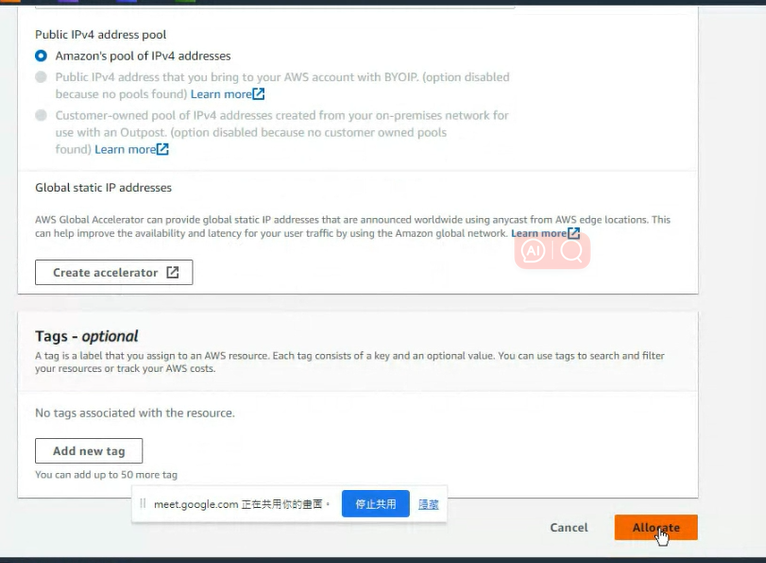 Public IPv4 address pool
Amazon's pool of IPv4 addresses
Public IPv4 address that you bring to your AWS account with BYOIP. (option disabled
because no pools found) Learn more
Customer-owned pool of IPv4 addresses created from your on-premises network for
use with an Outpost. (option disabled because no customer owned pools
found) Learn more
Global static IP addresses
AWS Global Accelerator can provide global static IP addresses that are announced worldwide using anycast from AWS edge locations. This
can help improve the availability and latency for your user traffic by using the Amazon global network. Learn more
AI
Create accelerator
Tags - optional
A tag is a label that you assign to an AWS resource. Each tag consists of a key and an optional value. You can use tags to search and filter
your resources or track your AWS costs.
No tags associated with the resource.
Add new tag
You can add up to 50 more tag
meet.google.com 正在共用你的畫面。
停止共用
隱藏
Cancel
Allocate